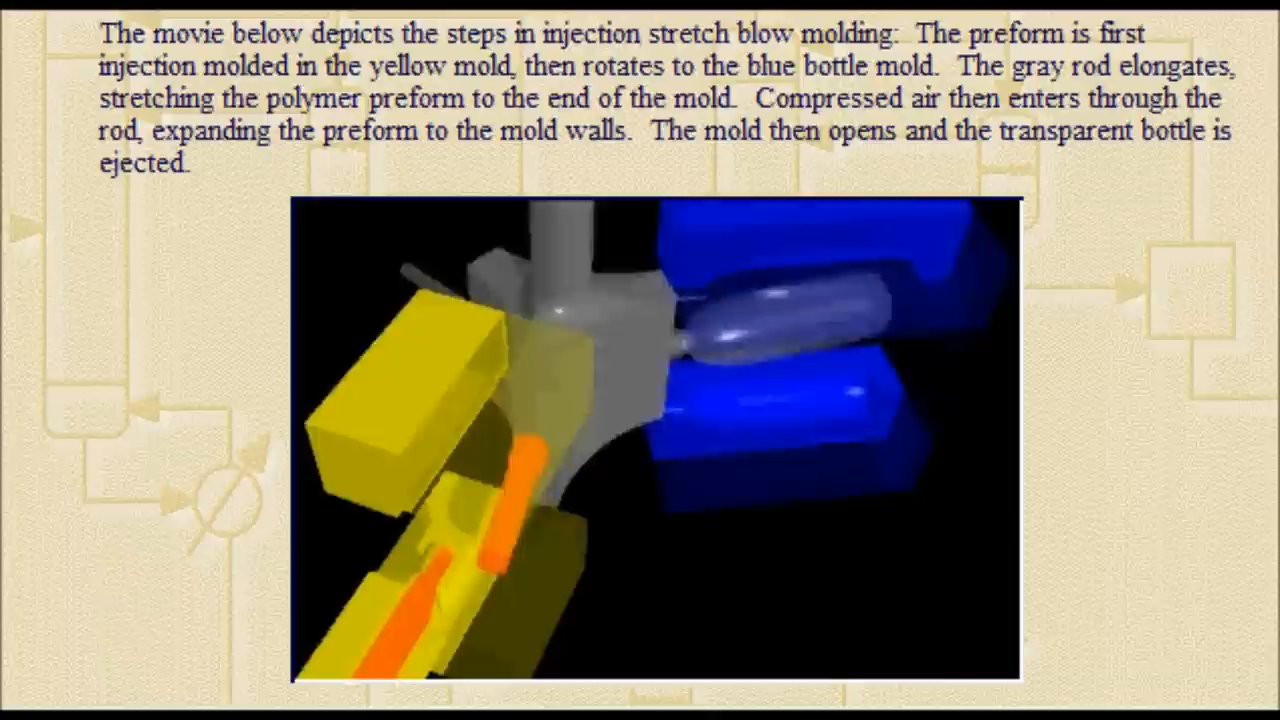 The movie below depicts the steps in injection stretch blow molding:  The preform is first
injection molded in the yellow mold, then rotates to the blue bottle mold.  The gray rod elongates,
stretching the polymer preform to the end of the mold.  Compressed air then enters through the
rod, expanding the preform to the mold walls.  The mold then opens and the transparent bottle is
ejected.